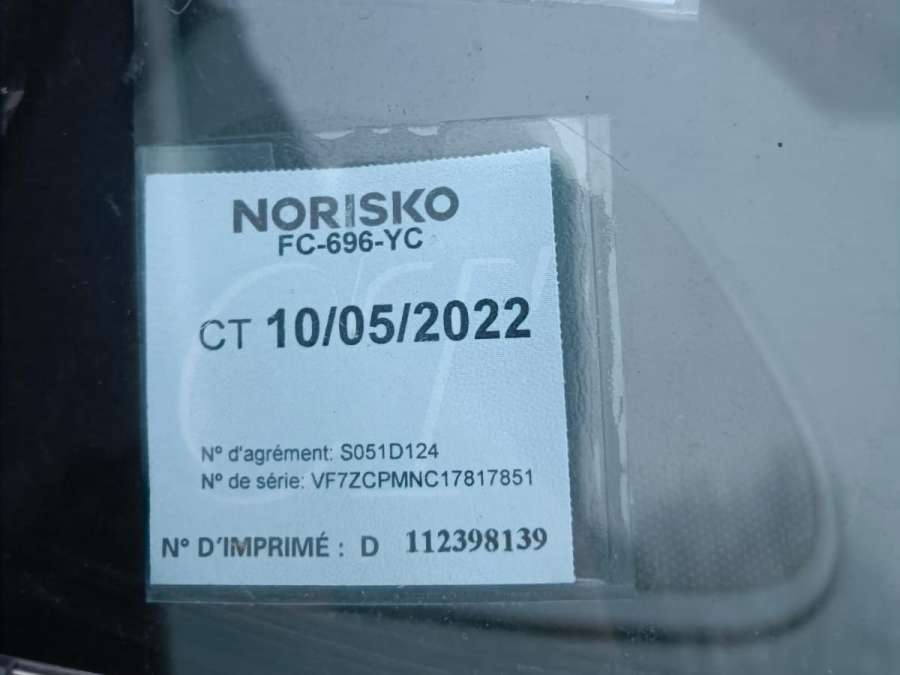 NORISKO
FC-696-YC
CT 10/05/2022
N° d'agrément: S051D124
N° de série: VF7ZCPMNC17817851
N° D'IMPRIMÉ : D 112398139